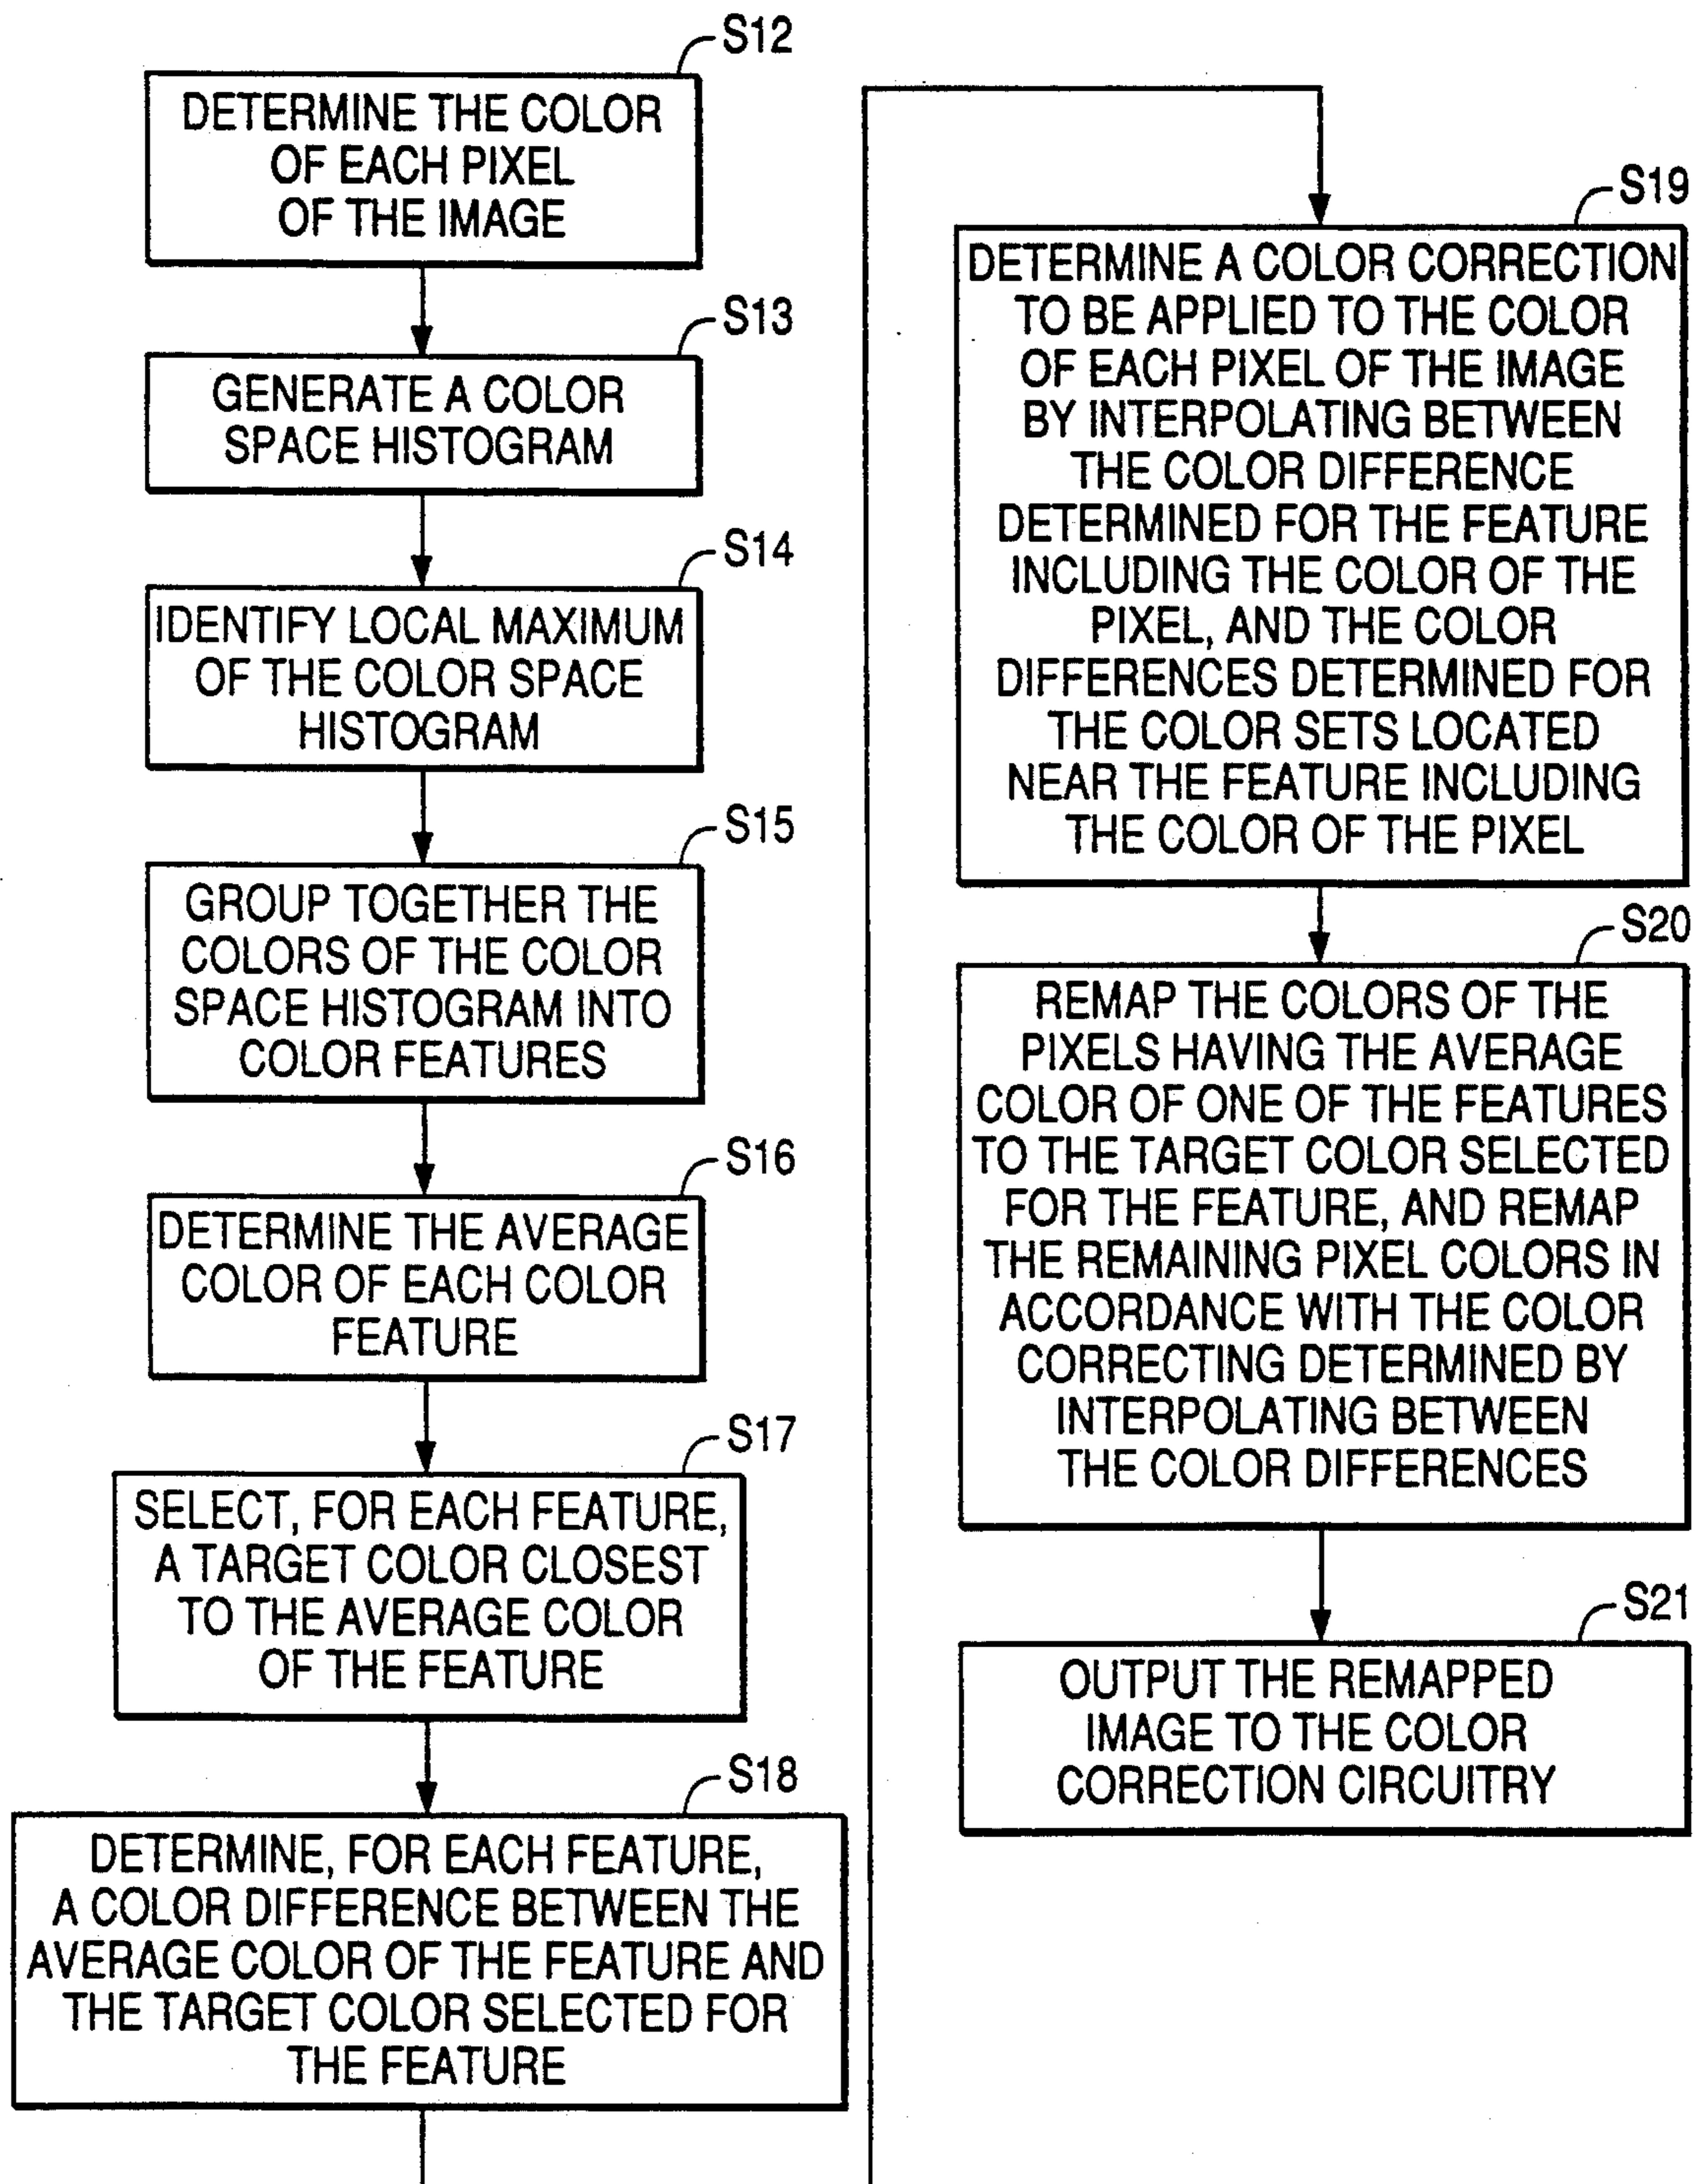 S12
DETERMINE THE COLOR
OF EACH PIXEL
OF THE IMAGE
S13
GENERATE A COLOR
SPACE HISTOGRAM
S14
IDENTIFY LOCAL MAXIMUM
OF THE COLOR SPACE
HISTOGRAM
S15
GROUP TOGETHER THE
COLORS OF THE COLOR
SPACE HISTOGRAM INTO
COLOR FEATURES
S16
DETERMINE THE AVERAGE
COLOR OF EACH COLOR
FEATURE
S17
SELECT, FOR EACH FEATURE,
A TARGET COLOR CLOSEST
TO THE AVERAGE COLOR
OF THE FEATURE
S18
DETERMINE, FOR EACH FEATURE,
A COLOR DIFFERENCE BETWEEN THE
AVERAGE COLOR OF THE FEATURE AND
THE TARGET COLOR SELECTED FOR
THE FEATURE
S19
DETERMINE A COLOR CORRECTION
TO BE APPLIED TO THE COLOR
OF EACH PIXEL OF THE IMAGE
BY INTERPOLATING BETWEEN
THE COLOR DIFFERENCE
DETERMINED FOR THE FEATURE
INCLUDING THE COLOR OF THE
PIXEL, AND THE COLOR
DIFFERENCES DETERMINED FOR
THE COLOR SETS LOCATED
NEAR THE FEATURE INCLUDING
THE COLOR OF THE PIXEL
S20
REMAP THE COLORS OF THE
PIXELS HAVING THE AVERAGE
COLOR OF ONE OF THE FEATURES
TO THE TARGET COLOR SELECTED
FOR THE FEATURE, AND REMAP
THE REMAINING PIXEL COLORS IN
ACCORDANCE WITH THE COLOR
CORRECTING DETERMINED BY
INTERPOLATING BETWEEN
THE COLOR DIFFERENCES
S21
OUTPUT THE REMAPPED
IMAGE TO THE COLOR
CORRECTION CIRCUITRY